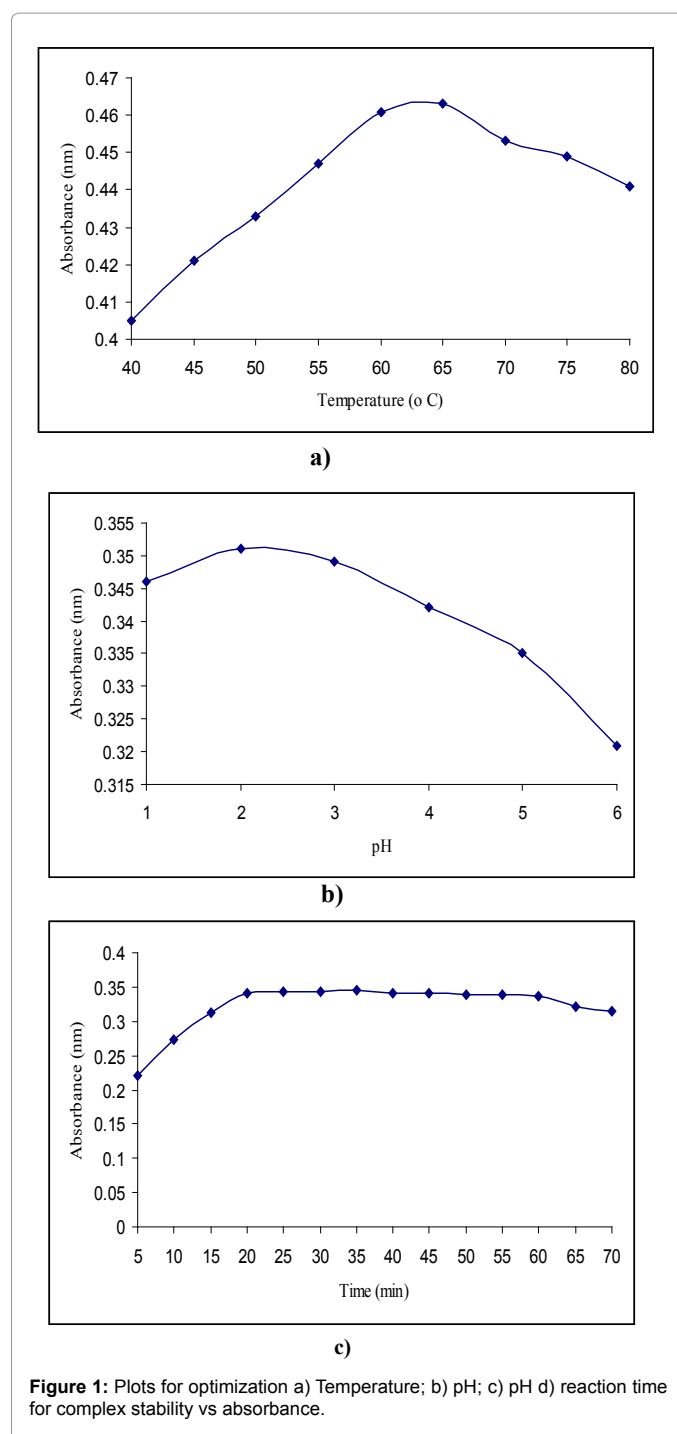 0.47
0.46
0.45
0.44
0.43
0.42
0.41
0.4
Absorbance (nm)
40 45 50 55 60 65 70 75 80
Temperature (o C)
a)
0.355
0.35
0.345
0.34
0.335
0.33
0.325
0.32
0.315
Absorbance (nm)
1 2 3 4 5 6
pH
b)
0.4
0.35
0.3
0.25
0.2
0.15
0.1
0.05
0
Absorbance (nm)
5 10 15 20 25 30 35 40 45 50 55 60 65 70
Time (min)
c)
Figure 1: Plots for optimization a) Temperature; b) pH; c) pH d) reaction time
for complex stability vs absorbance.